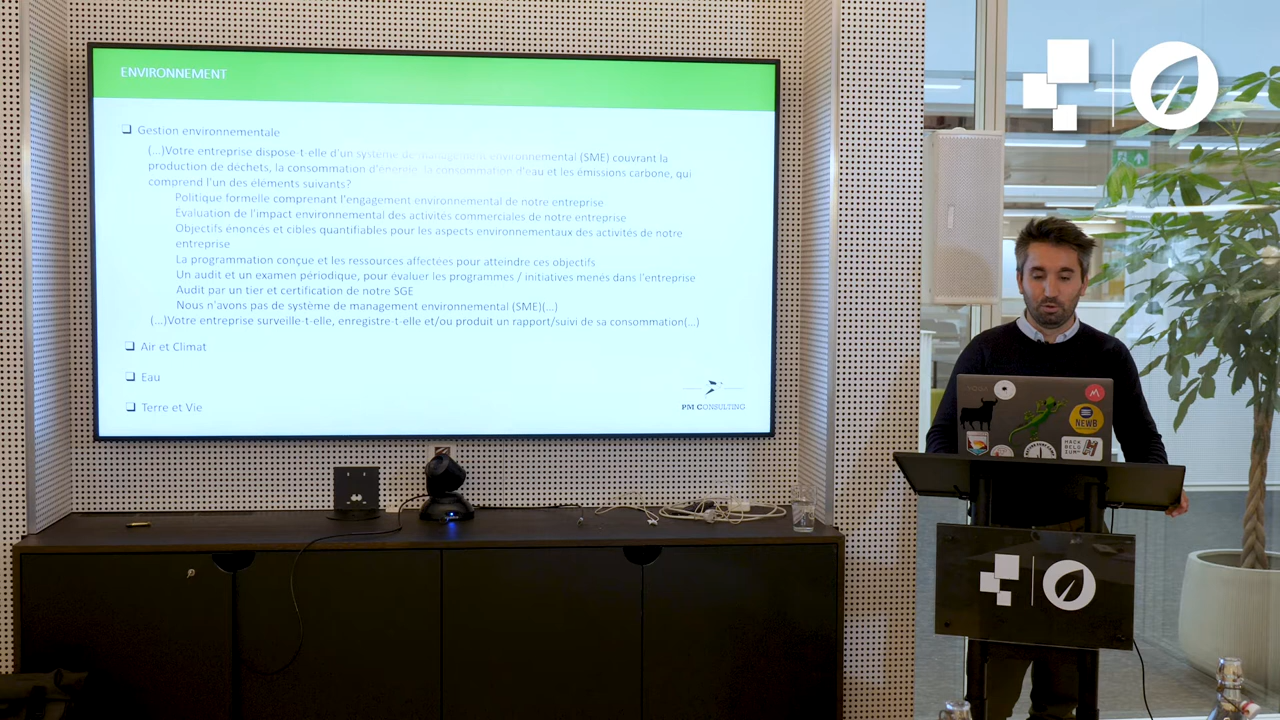 ENVIRONNEMENT
❑ Gestion environnementale
(...)Votre entreprise dispose-t-elle d'un système de management environnemental (SME) couvrant la
production de déchets, la consommation d'énergie, la consommation d'eau et les émissions carbone, qui
comprend l'un des éléments suivants?
Politique formelle comprenant l'engagement environnemental de notre entreprise
Evaluation de l'impact environnemental des activités commerciales de notre entreprise
Objectifs énoncés et cibles quantifiables pour les aspects environnementaux des activités de notre
entreprise
La programmation conçue et les ressources affectées pour atteindre ces objectifs
Un audit et un examen périodique, pour évaluer les programmes / initiatives menés dans l'entreprise
Audit par un tier et certification de notre SGE
Nous n'avons pas de système de management environnemental (SME)(...)
(...)Votre entreprise surveille-t-elle, enregistre-t-elle et/ou produit un rapport/suivi de sa consommation(...)
❑ Air et Climat
❑ Eau
❑ Terre et Vie
PM CONSULTING
NEWB
HACK
BELG
IUM